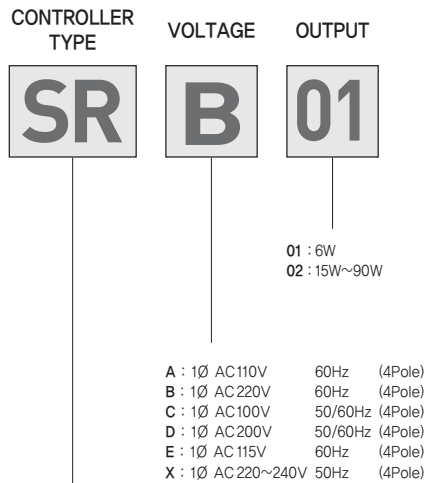 CONTROLLER TYPE VOLTAGE OUTPUT
SR B 01
01 : 6W
02 : 15W~90W
A : 1Ø AC110V 60Hz (4Pole)
B : 1Ø AC220V 60Hz (4Pole)
C : 1Ø AC100V 50/60Hz (4Pole)
D : 1Ø AC200V 50/60Hz (4Pole)
E : 1Ø AC115V 60Hz (4Pole)
X : 1Ø AC220~240V 50Hz (4Pole)